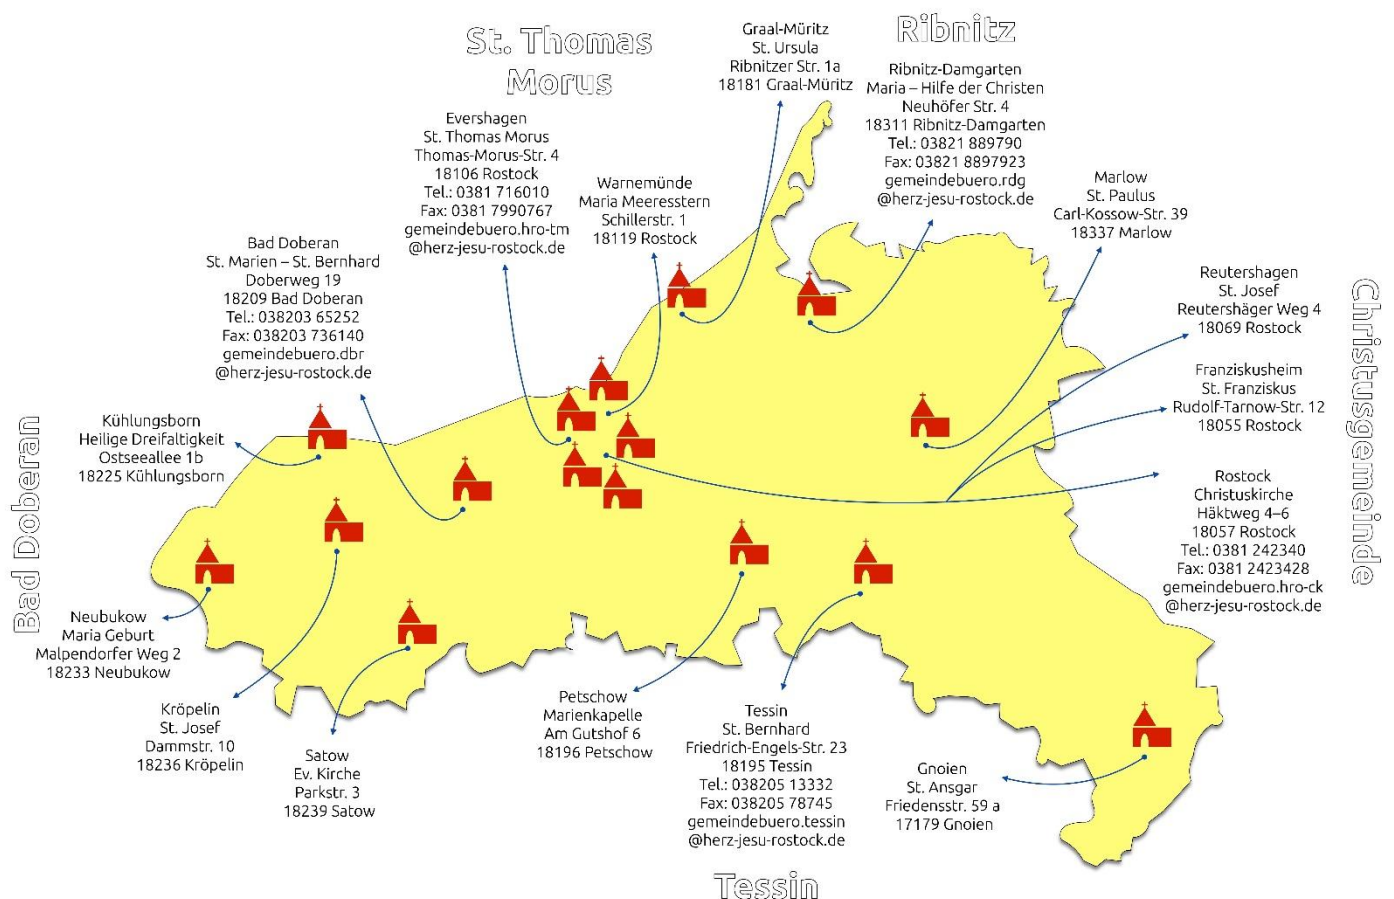 St. Thomas
Morus
Evershagen
St. Thomas Morus
Thomas-Morus-Str. 4
18106 Rostock
Tel.: 0381 716010
Fax: 0381 7990767
gemeindebuero.hro-tm
@herz-jesu-rostock.de
Warnemünde
Maria Meeresstern
Schillerstr. 1
18119 Rostock
Graal-Müritz
St. Ursula
Ribnitzer Str. 1a
18181 Graal-Müritz
Ribnitz
Ribnitz-Damgarten
Maria – Hilfe der Christen
Neuhöfer Str. 4
18311 Ribnitz-Damgarten
Tel.: 03821 889790
Fax: 03821 8897923
gemeindebuero.rdg
@herz-jesu-rostock.de
Marlow
St. Paulus
Carl-Kossow-Str. 39
18337 Marlow
Christusgemeinde
Reutershagen
St. Josef
Reutershäger Weg 4
18069 Rostock
Franziskusheim
St. Franziskus
Rudolf-Tarnow-Str. 12
18055 Rostock
Rostock
Christuskirche
Häktweg 4–6
18057 Rostock
Tel.: 0381 242340
Fax: 0381 2423428
gemeindebuero.hro-ck
@herz-jesu-rostock.de
Bad Doberan
Bad Doberan
St. Marien – St. Bernhard
Doberweg 19
18209 Bad Doberan
Tel.: 038203 65252
Fax: 038203 736140
gemeindebuero.dbr
@herz-jesu-rostock.de
Kühlungsborn
Heilige Dreifaltigkeit
Ostseeallee 1b
18225 Kühlungsborn
Neubukow
Maria Geburt
Malpendorfer Weg 2
18233 Neubukow
Kröpelin
St. Josef
Dammstr. 10
18236 Kröpelin
Satow
Ev. Kirche
Parkstr. 3
18239 Satow
Petschow
Marienkapelle
Am Gutshof 6
18196 Petschow
Tessin
St. Bernhard
Friedrich-Engels-Str. 23
18195 Tessin
Tel.: 038205 13332
Fax: 038205 78745
gemeindebuero.tessin
@herz-jesu-rostock.de
Gnoien
St. Ansgar
Friedensstr. 59 a
17179 Gnoien
Tessin